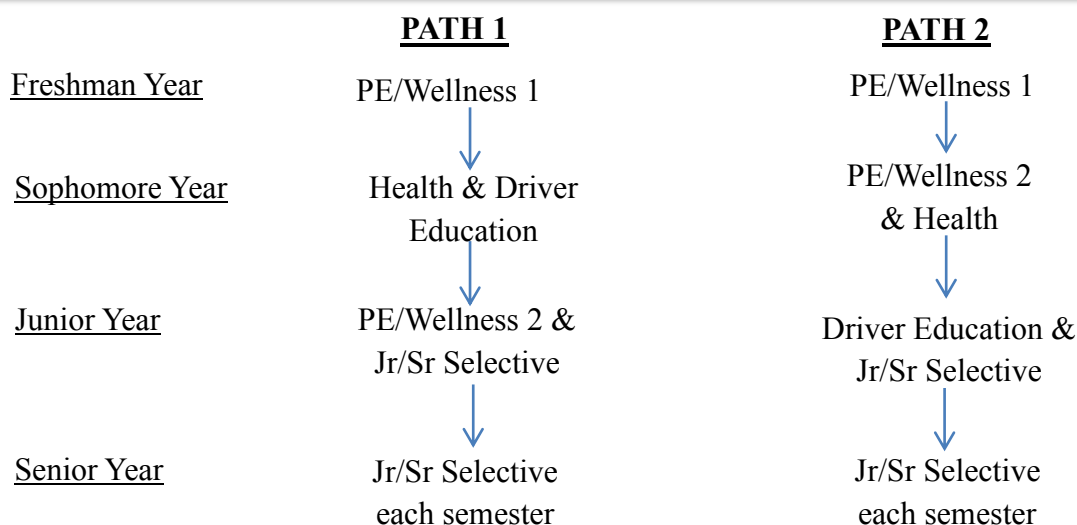 PATH 1
PATH 2
Freshman Year
PE/Wellness 1
PE/Wellness 1
Sophomore Year
Health & Driver
Education
PE/Wellness 2
& Health
Junior Year
PE/Wellness 2 &
Jr/Sr Selective
Driver Education &
Jr/Sr Selective
Senior Year
Jr/Sr Selective
each semester
Jr/Sr Selective
each semester